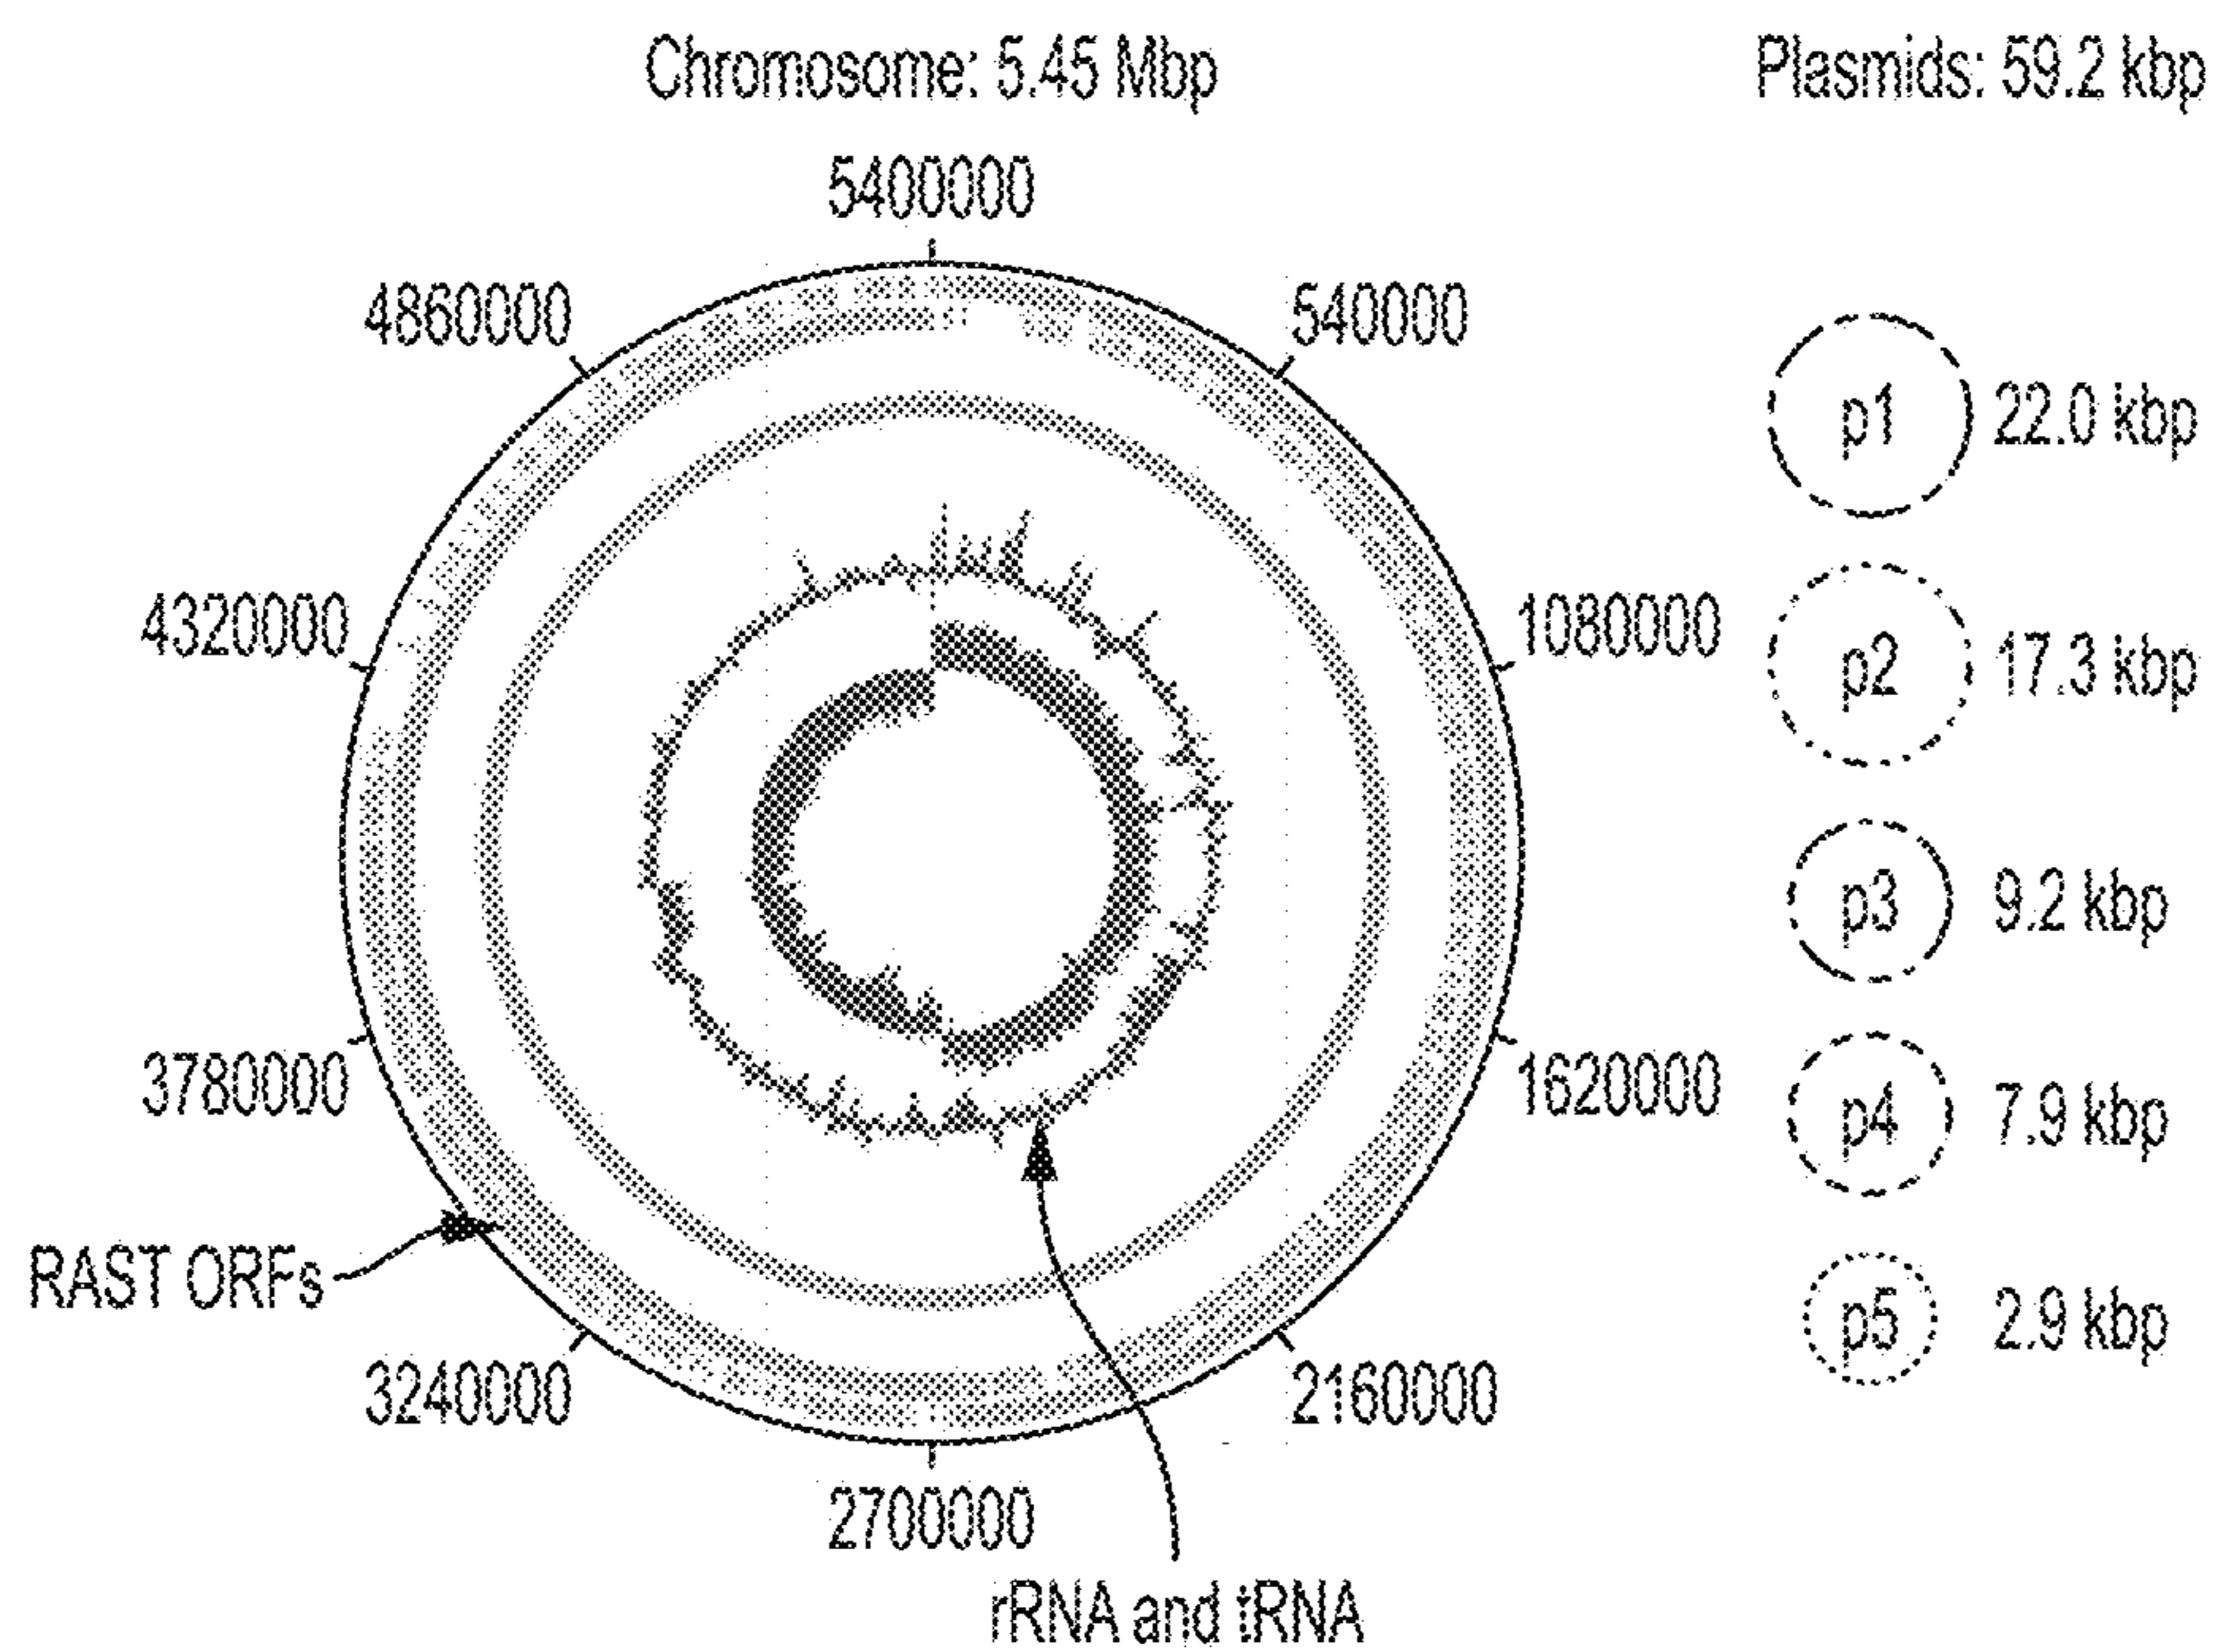 Chromosome: 5.45 Mbp
Plasmids: 59.2 kbp
5400000
4860000
540000
4320000
1080000
3780000
1620000
3240000
2160000
2700000
RAST ORFs
rRNA and tRNA
p1 22.0 kbp
p2 17.3 kbp
p3 9.2 kbp
p4 7.9 kbp
p5 2.9 kbp